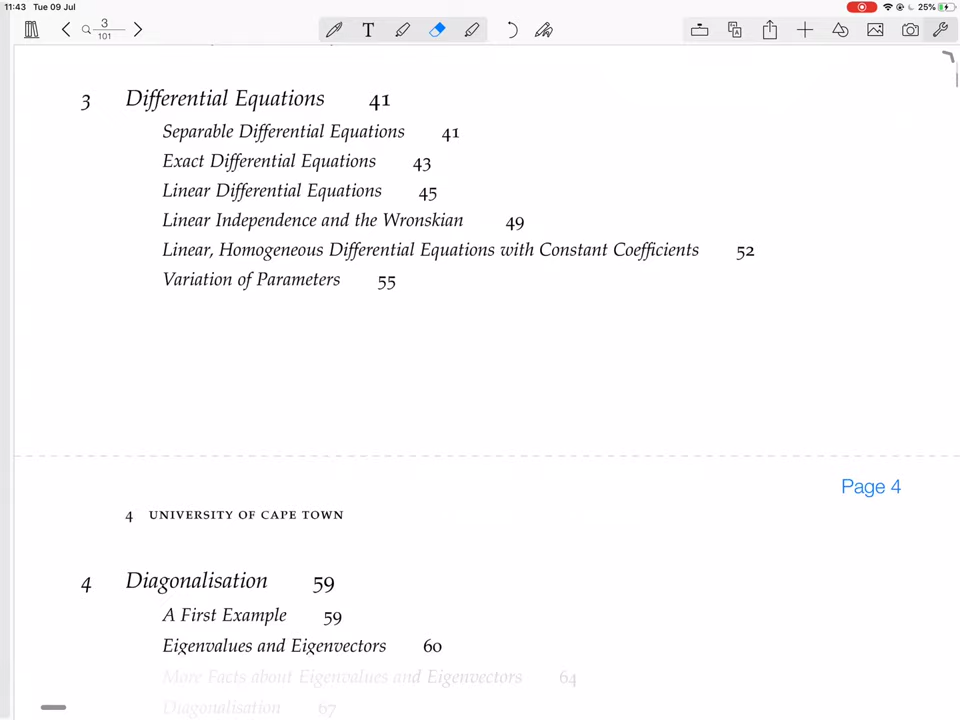 11:43 Tue 09 Jul 25%
3
101
T
3 Differential Equations 41
Separable Differential Equations 41
Exact Differential Equations 43
Linear Differential Equations 45
Linear Independence and the Wronskian 49
Linear, Homogeneous Differential Equations with Constant Coefficients 52
Variation of Parameters 55
Page 4
4 UNIVERSITY OF CAPE TOWN
4 Diagonalisation 59
A First Example 59
Eigenvalues and Eigenvectors 60
More Facts about Eigenvalues and Eigenvectors 64
Diagonalisation 67